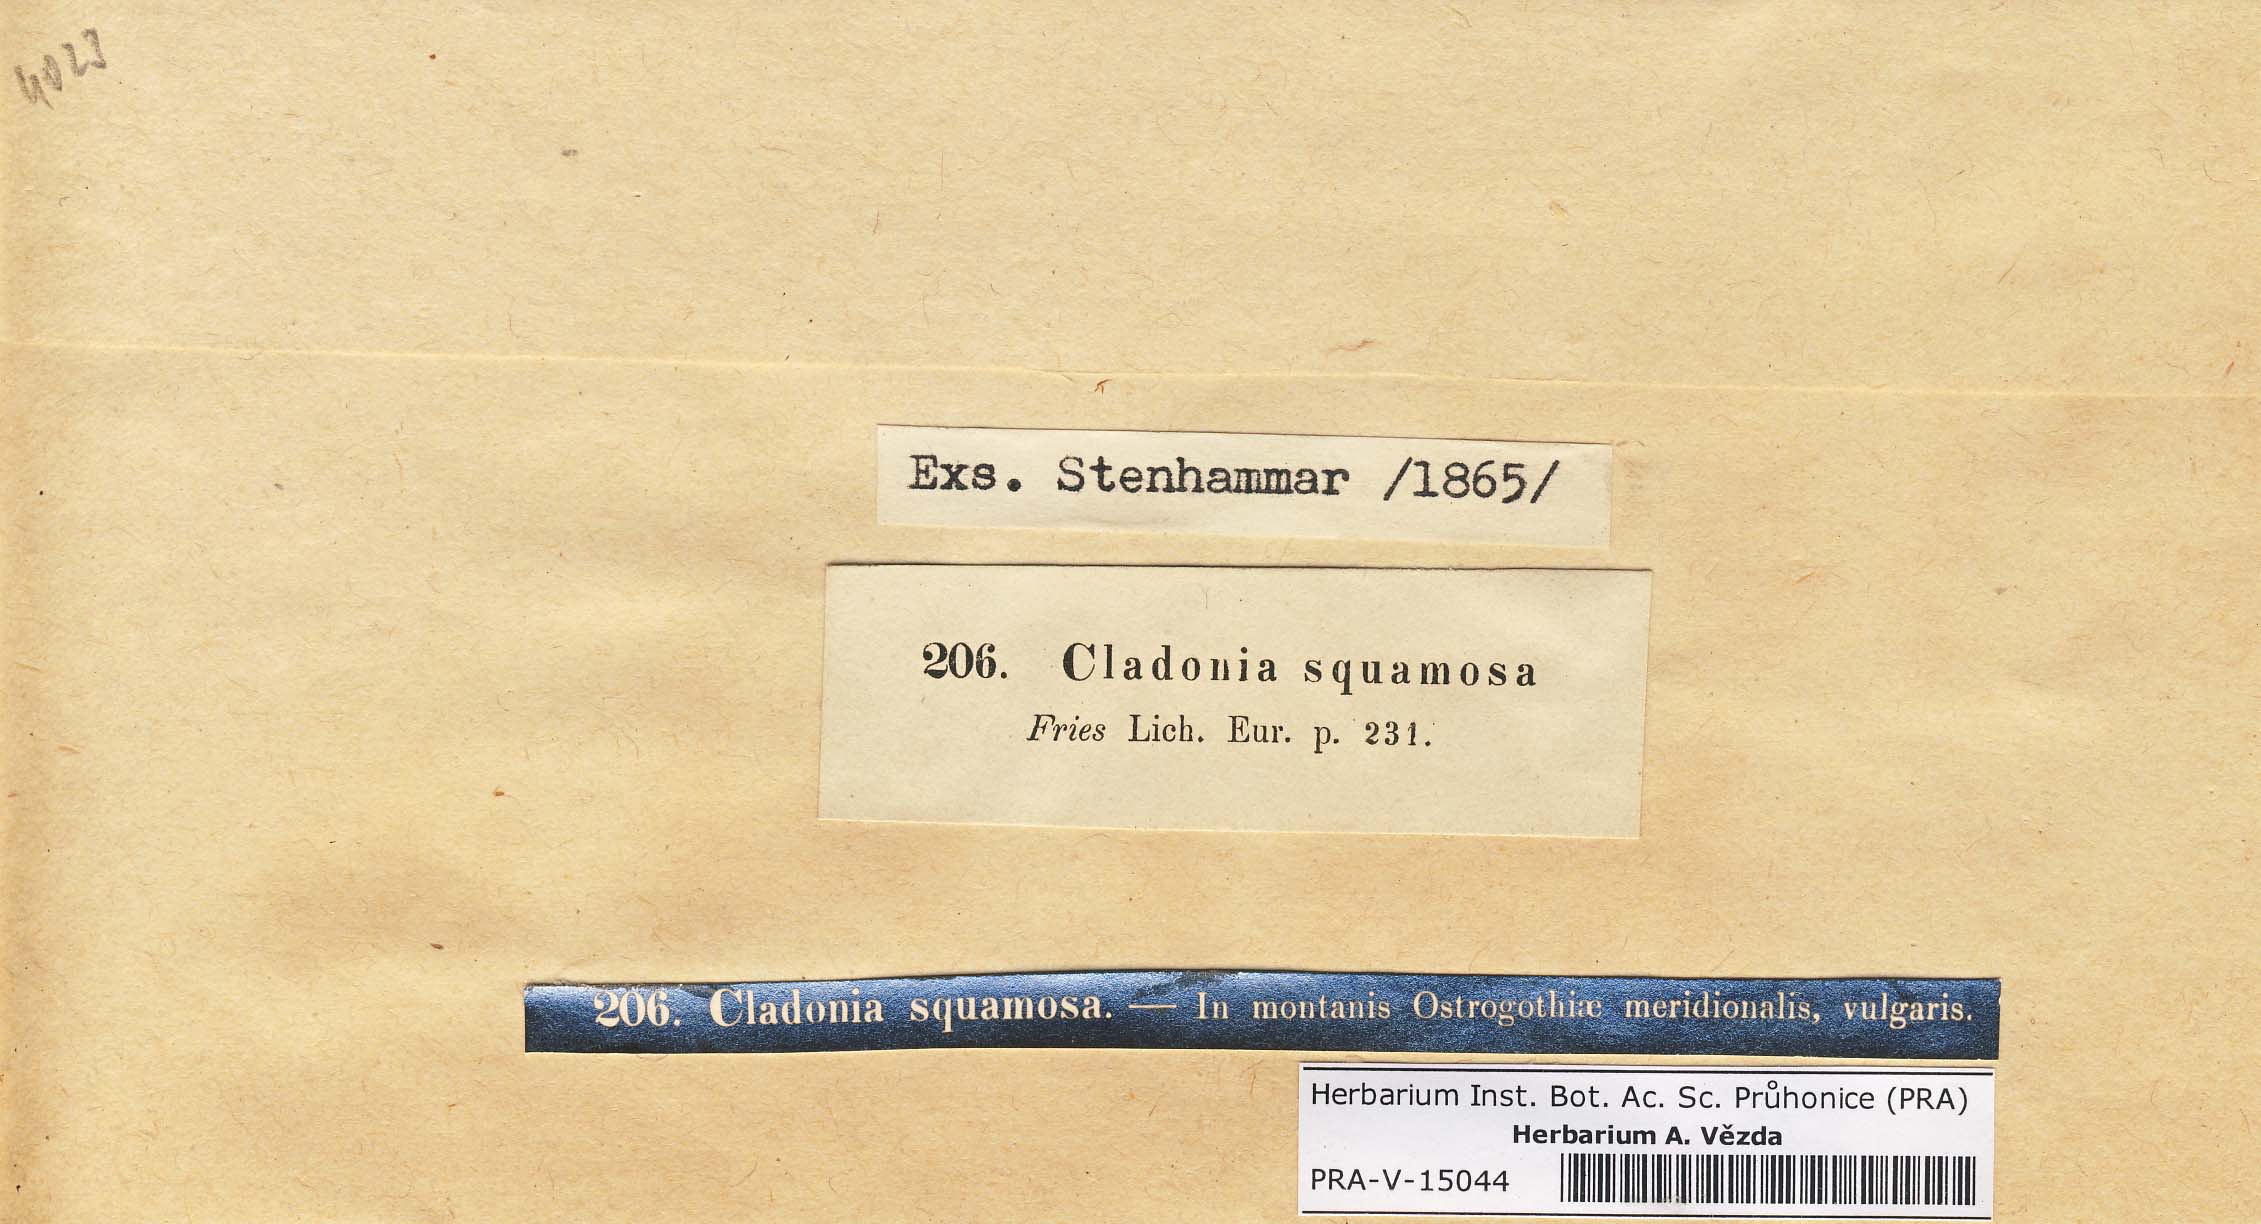 4023
Exs. Stenhammar /1865/
206. Cladonia squamosa
Fries Lich. Eur. p. 231.
206. Cladonia squamosa. — In montanis Ostrogothiæ meridionalis, vulgaris.
Herbarium Inst. Bot. Ac. Sc. Průhonice (PRA)
Herbarium A. Vězda
PRA-V-15044